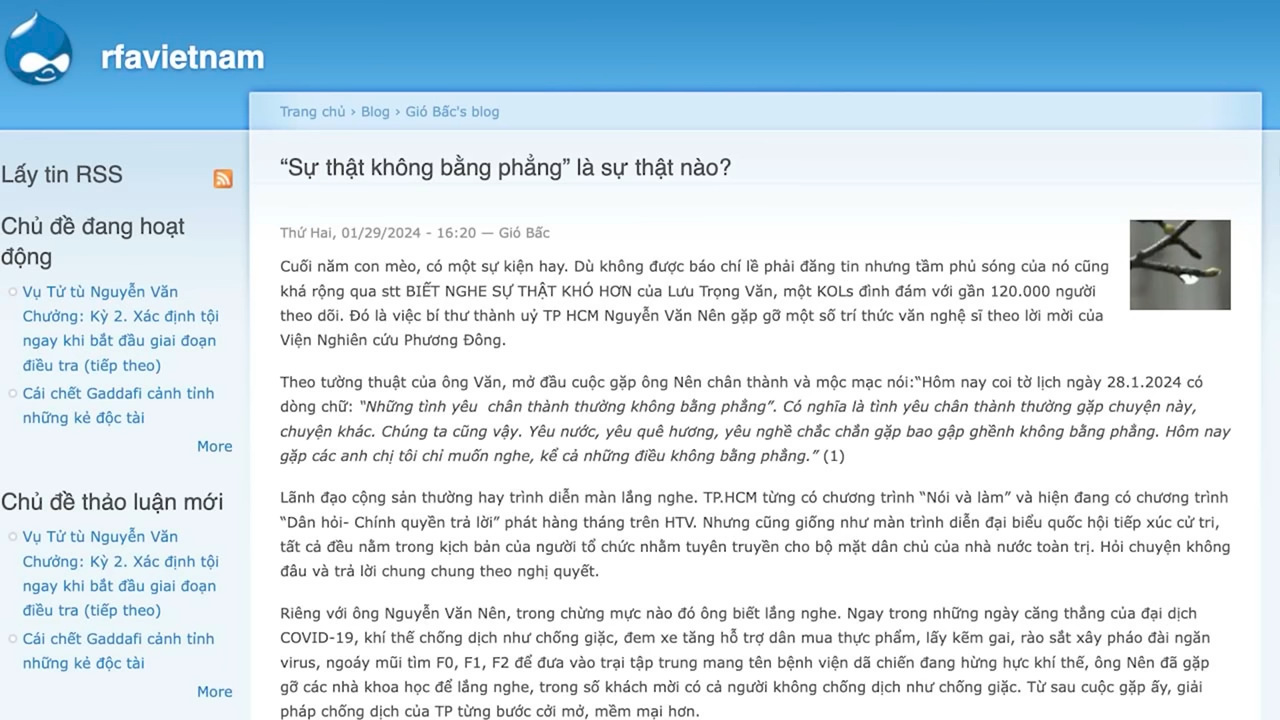 rfavietnam
Trang chủ › Blog › Gió Bấc's blog
Lấy tin RSS
Chủ đề đang hoạt
động
Vụ Tử tù Nguyễn Văn
Chưởng: Kỳ 2. Xác định tội
ngay khi bắt đầu giai đoạn
điều tra (tiếp theo)
Cái chết Gaddafi cảnh tỉnh
những kẻ độc tài
More
Chủ đề thảo luận mới
Vụ Tử tù Nguyễn Văn
Chưởng: Kỳ 2. Xác định tội
ngay khi bắt đầu giai đoạn
điều tra (tiếp theo)
Cái chết Gaddafi cảnh tỉnh
những kẻ độc tài
More
“Sự thật không bằng phẳng” là sự thật nào?
Thứ Hai, 01/29/2024 - 16:20 — Gió Bấc
Cuối năm con mèo, có một sự kiện hay. Dù không được báo chí lề phải đăng tin nhưng tầm phủ sóng của nó cũng
khá rộng qua stt BIẾT NGHE SỰ THẬT KHÓ HƠN của Lưu Trọng Văn, một KOLs đình đám với gần 120.000 người
theo dõi. Đó là việc bí thư thành uỷ TP HCM Nguyễn Văn Nên gặp gỡ một số trí thức văn nghệ sĩ theo lời mời của
Viện Nghiên cứu Phương Đông.
Theo tường thuật của ông Văn, mở đầu cuộc gặp ông Nên chân thành và mộc mạc nói:“Hôm nay coi tờ lịch ngày 28.1.2024 có
dòng chữ: “Những tình yêu  chân thành thường không bằng phẳng”. Có nghĩa là tình yêu chân thành thường gặp chuyện này,
chuyện khác. Chúng ta cũng vậy. Yêu nước, yêu quê hương, yêu nghề chắc chắn gặp bao gập ghềnh không bằng phẳng. Hôm nay
gặp các anh chị tôi chỉ muốn nghe, kể cả những điều không bằng phẳng.” (1)
Lãnh đạo cộng sản thường hay trình diễn màn lắng nghe. TP.HCM từng có chương trình “Nói và làm” và hiện đang có chương trình
“Dân hỏi- Chính quyền trả lời” phát hàng tháng trên HTV. Nhưng cũng giống như màn trình diễn đại biểu quốc hội tiếp xúc cử tri,
tất cả đều nằm trong kịch bản của người tổ chức nhằm tuyên truyền cho bộ mặt dân chủ của nhà nước toàn trị. Hỏi chuyện không
đâu và trả lời chung chung theo nghị quyết.
Riêng với ông Nguyễn Văn Nên, trong chừng mực nào đó ông biết lắng nghe. Ngay trong những ngày căng thẳng của đại dịch
COVID-19, khí thế chống dịch như chống giặc, đem xe tăng hỗ trợ dân mua thực phẩm, lấy kẽm gai, rào sắt xây pháo đài ngăn
virus, ngoáy mũi tìm F0, F1, F2 để đưa vào trại tập trung mang tên bệnh viện dã chiến đang hừng hực khí thế, ông Nên đã gặp
gỡ các nhà khoa học để lắng nghe, trong số khách mời có cả người không chống dịch như chống giặc. Từ sau cuộc gặp ấy, giải
pháp chống dịch của TP từng bước cởi mở, mềm mại hơn.